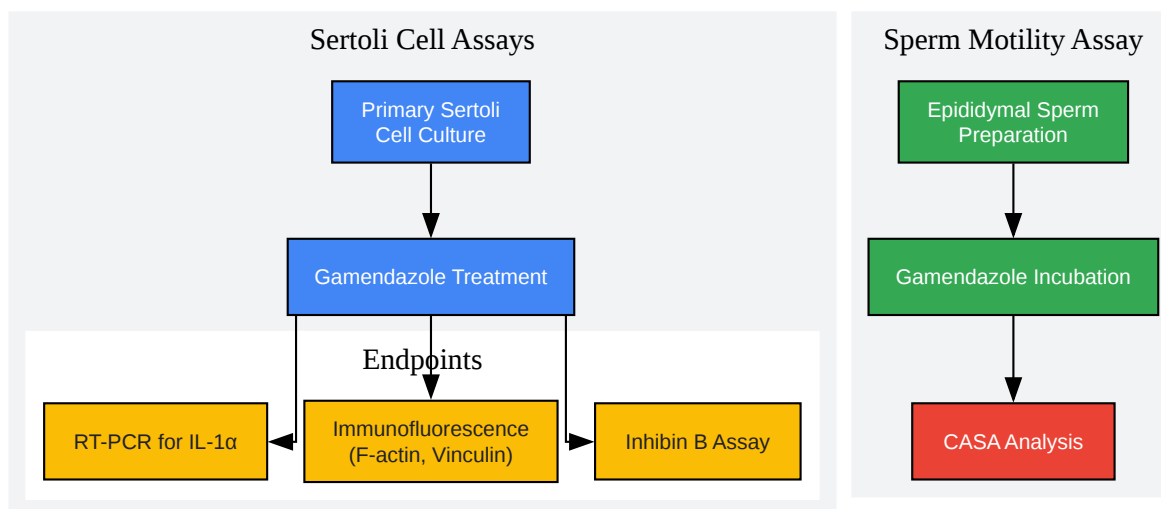 Sertoli Cell Assays
Primary Sertoli
Cell Culture
Gamendazole Treatment
Endpoints
RT-PCR for IL-1α
Immunofluorescence
(F-actin, Vinculin)
Inhibin B Assay
Sperm Motility Assay
Epididymal Sperm
Preparation
Gamendazole Incubation
CASA Analysis